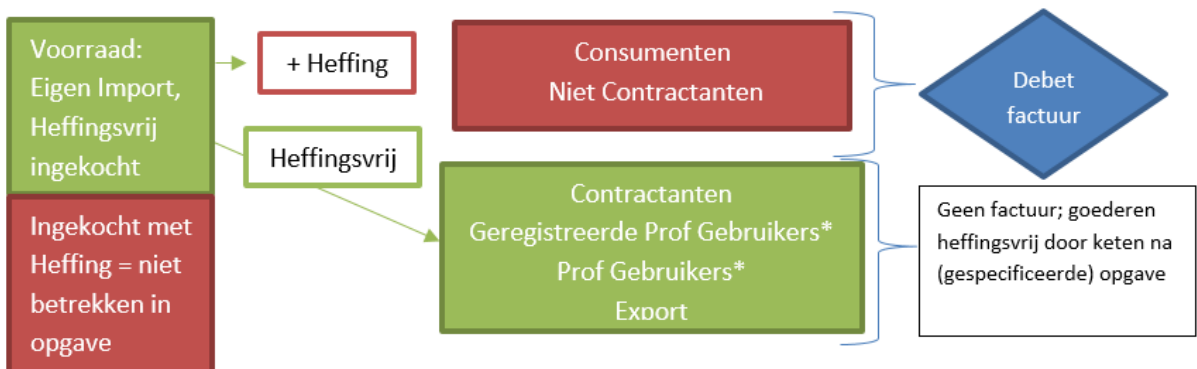 Voorraad:
Eigen Import,
Heffingsvrij
ingekocht
Ingekocht met
Heffing = niet
betrekken in
opgave
+ Heffing
Heffingsvrij
Consumenten
Niet Contractanten
Contractanten
Geregistreerde Prof Gebruikers*
Prof Gebruikers*
Export
Debet
factuur
Geen factuur; goederen
heffingsvrij door keten na
(gespecificeerde) opgave